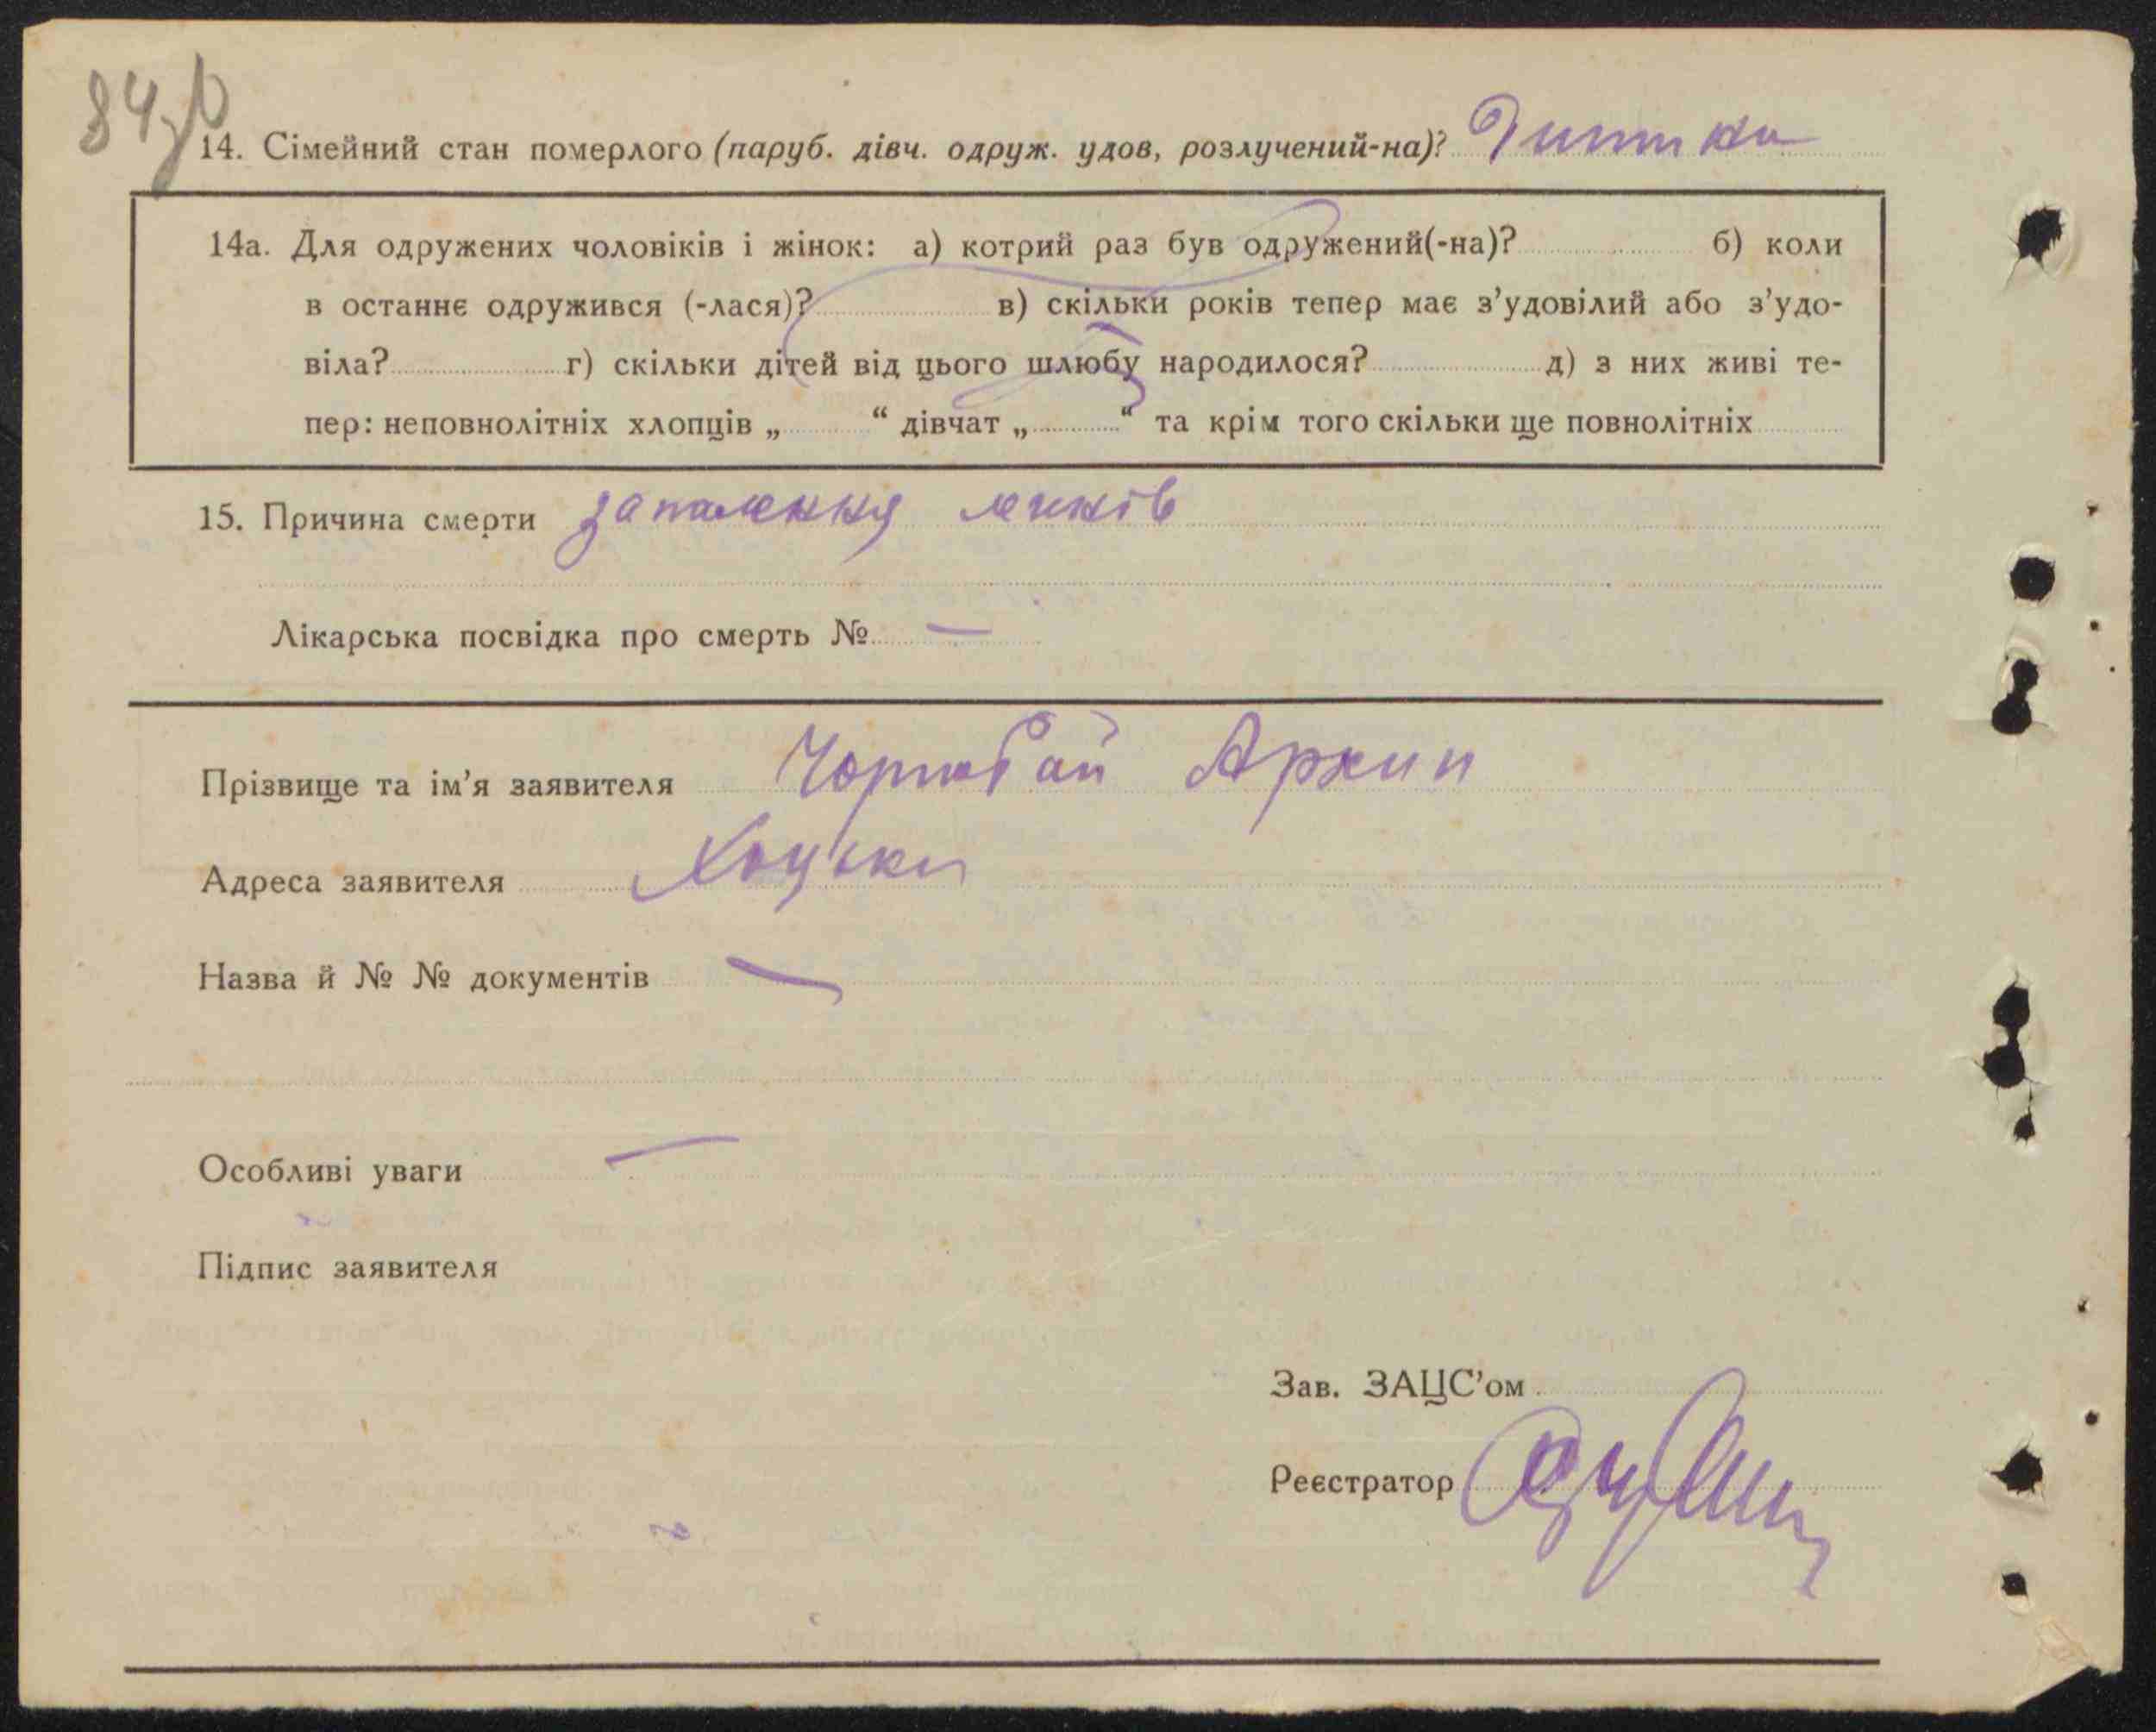 84зв
14. Сімейний стан померлого (паруб. дівч. одруж. удов, розлучений-на)? Дитина
14а. Для одружених чоловіків і жінок: а) котрий раз був одружений(-на)? б) коли
в останнє одружився (-лася)? в) скільки років тепер має з’удовілий або з’удо-
віла? г) скільки дітей від цього шлюбу народилося? д) з них живі те-
пер: неповнолітніх хлопців „ “ дівчат „ “ та крім того скільки ще повнолітніх
15. Причина смерти запалення легків
Лікарська посвідка про смерть № —
Прізвище та ім’я заявителя Чорнобай
Адреса заявителя Хоцьки
Назва й № № документів —
Особливі уваги —
Підпис заявителя
Зав. ЗАЦС’ом
Реєстратор